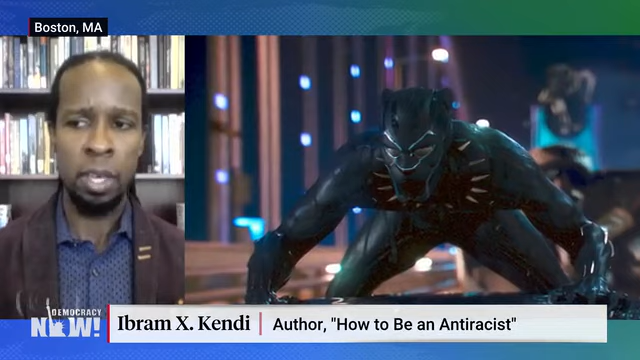 Boston, MA
DEMOCRACY
NOW!
Ibram X. Kendi
Author, "How to Be an Antiracist"